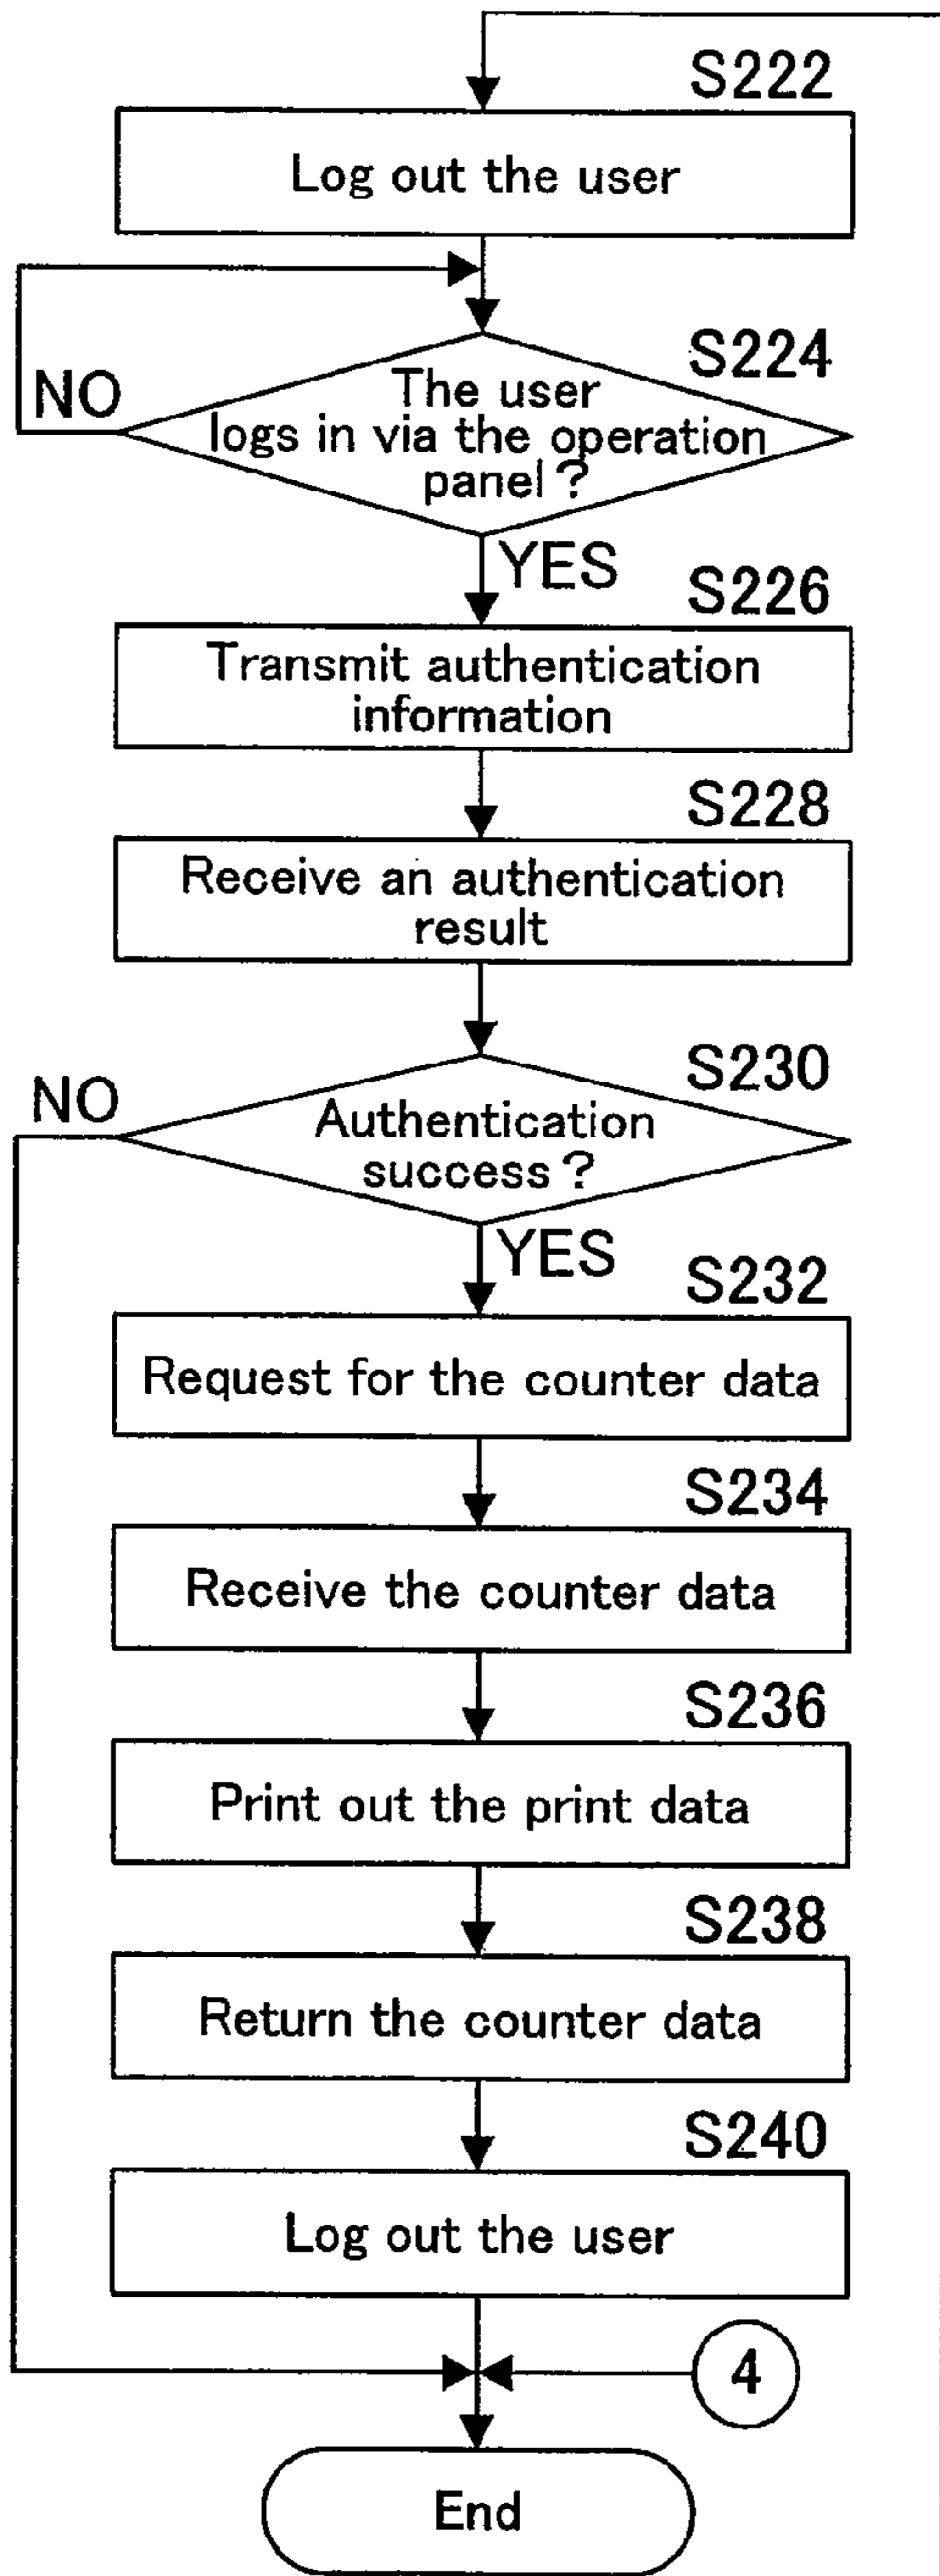 S222
Log out the user
S224
NO
The user
logs in via the operation
panel?
YES
S226
Transmit authentication
information
S228
Receive an authentication
result
S230
NO
Authentication
success?
YES
S232
Request for the counter data
S234
Receive the counter data
S236
Print out the print data
S238
Return the counter data
S240
Log out the user
4
End